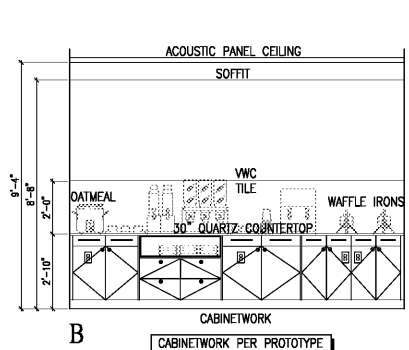 ACOUSTIC PANEL CEILING
SOFFIT
9'-4"
8'-8"
VWC
TILE
2'-0"
OATMEAL
WAFFLE IRONS
30" QUARTZ COUNTERTOP
2'-10"
CABINETWORK
B
CABINETWORK PER PROTOTYPE